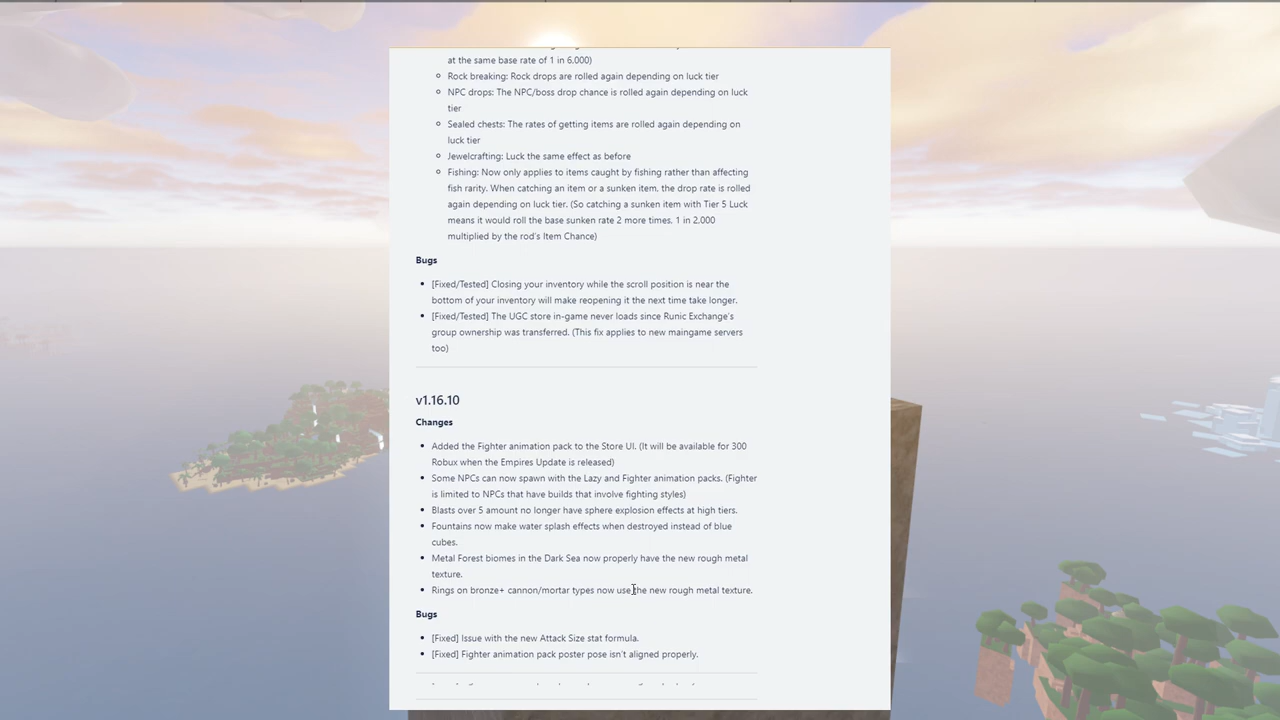 at the same base rate of 1 in 6,000)
Rock breaking: Rock drops are rolled again depending on luck tier
NPC drops: The NPC/boss drop chance is rolled again depending on luck
tier
Sealed chests: The rates of getting items are rolled again depending on
luck tier
Jewelcrafting: Luck the same effect as before
Fishing: Now only applies to items caught by fishing rather than affecting
fish rarity. When catching an item or a sunken item, the drop rate is rolled
again depending on luck tier. (So catching a sunken item with Tier 5 Luck
means it would roll the base sunken rate 2 more times, 1 in 2,000
multiplied by the rod's Item Chance)
Bugs
[Fixed/Tested] Closing your inventory while the scroll position is near the
bottom of your inventory will make reopening it the next time take longer.
[Fixed/Tested] The UGC store in-game never loads since Runic Exchange's
group ownership was transferred. (This fix applies to new maingame servers
too)
v1.16.10
Changes
Added the Fighter animation pack to the Store UI. (It will be available for 300
Robux when the Empires Update is released)
Some NPCs can now spawn with the Lazy and Fighter animation packs. (Fighter
is limited to NPCs that have builds that involve fighting styles)
Blasts over 5 amount no longer have sphere explosion effects at high tiers.
Fountains now make water splash effects when destroyed instead of blue
cubes.
Metal Forest biomes in the Dark Sea now properly have the new rough metal
texture.
Rings on bronze+ cannon/mortar types now use the new rough metal texture.
Bugs
[Fixed] Issue with the new Attack Size stat formula.
[Fixed] Fighter animation pack poster pose isn't aligned properly.